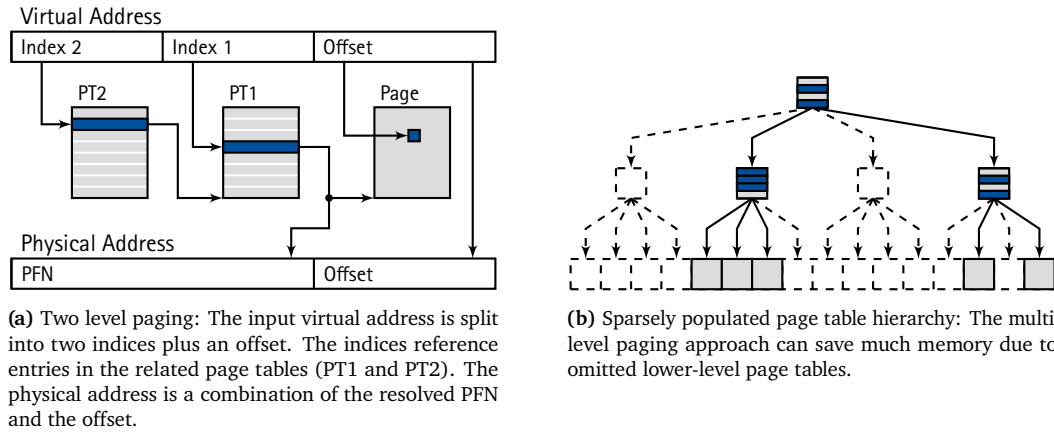 Virtual Address
Index 2 Index 1 Offset
PT2 PT1 Page
Physical Address
PFN Offset
(a) Two level paging: The input virtual address is split
into two indices plus an offset. The indices reference
entries in the related page tables (PT1 and PT2). The
physical address is a combination of the resolved PFN
and the offset.
(b) Sparsely populated page table hierarchy: The multi
level paging approach can save much memory due to
omitted lower-level page tables.